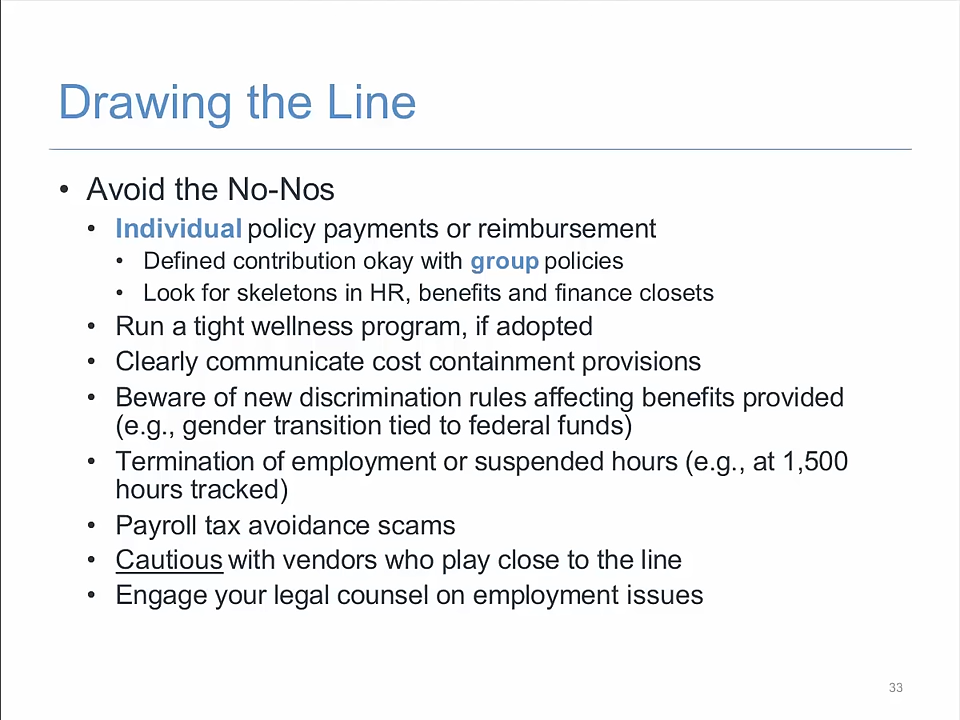 Drawing the Line
• Avoid the No-Nos
• Individual policy payments or reimbursement
• Defined contribution okay with group policies
• Look for skeletons in HR, benefits and finance closets
• Run a tight wellness program, if adopted
• Clearly communicate cost containment provisions
• Beware of new discrimination rules affecting benefits provided
(e.g., gender transition tied to federal funds)
• Termination of employment or suspended hours (e.g., at 1,500
hours tracked)
• Payroll tax avoidance scams
• Cautious with vendors who play close to the line
• Engage your legal counsel on employment issues
33